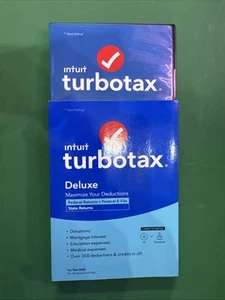 intuit
turbotax.
intuit
turbotax.
Deluxe
Maximize Your Deductions
Federal Returns + Federal E-File
State Returns
• Donations
• Mortgage interest
• Education expenses
• Medical expenses
• Over 350 deductions & credits in all!